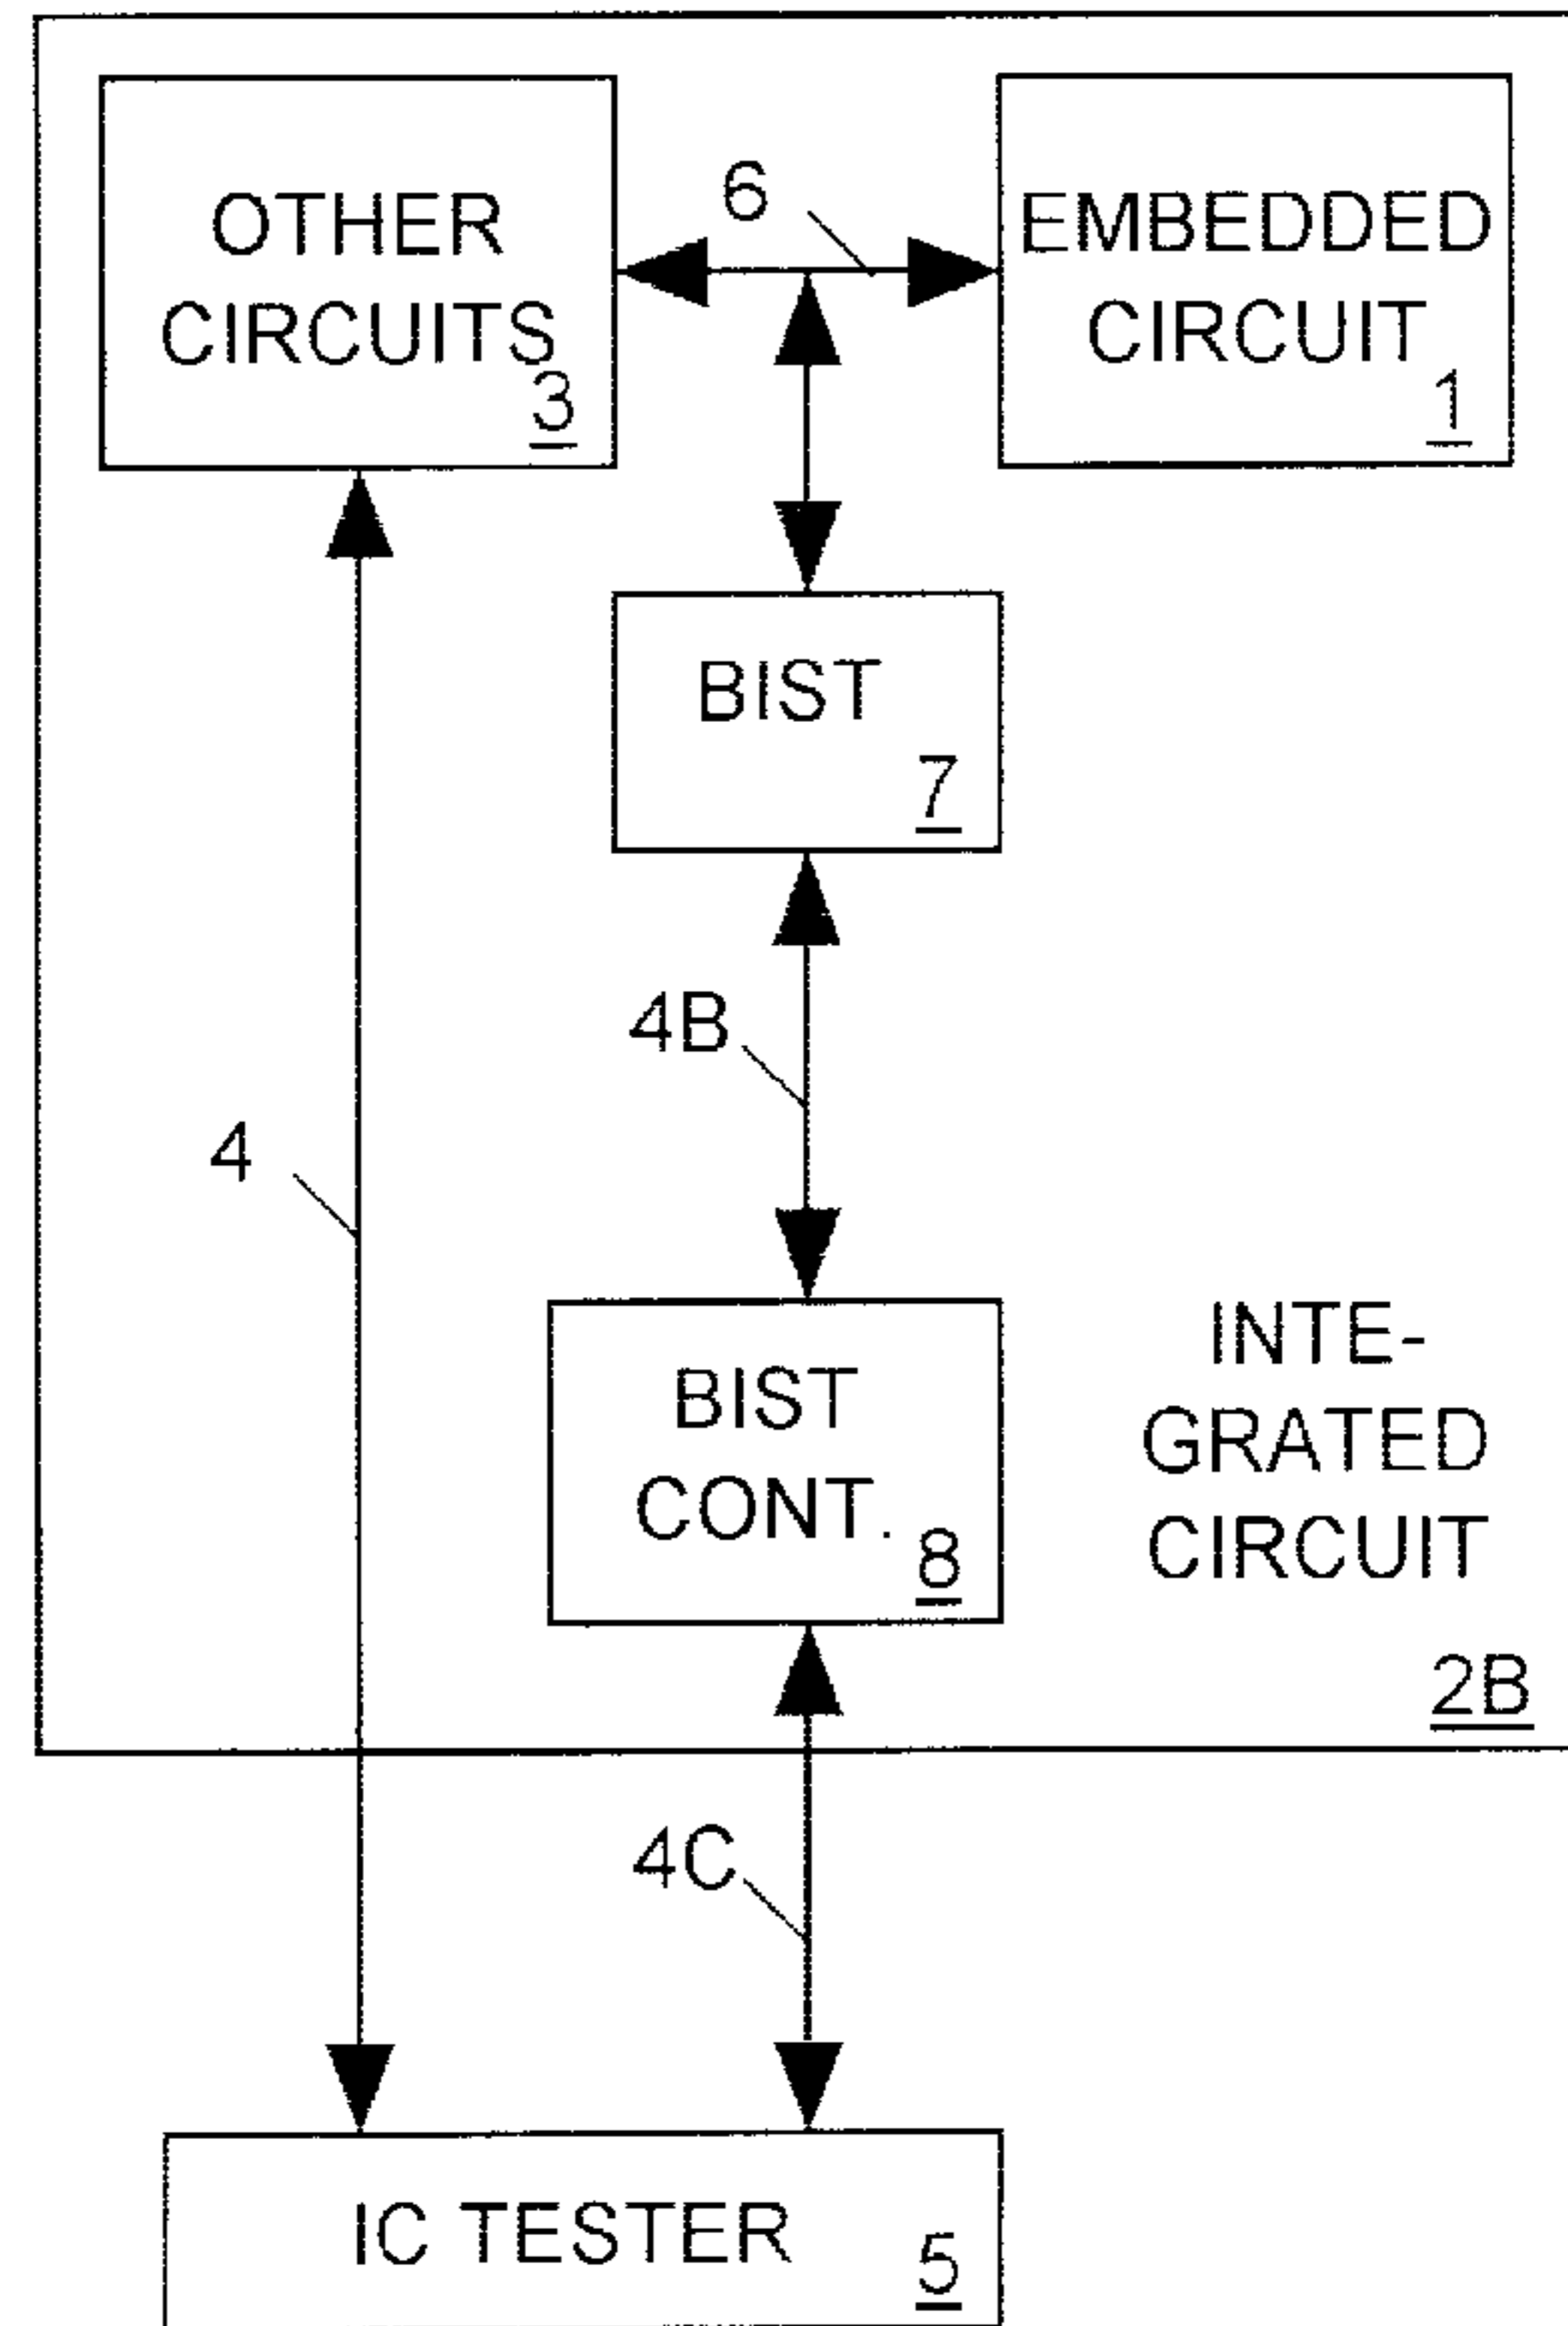 OTHER
CIRCUITS
3
6
EMBEDDED
CIRCUIT
1
BIST
7
4B
4
BIST
CONT.
8
INTE-
GRATED
CIRCUIT
2B
4C
IC TESTER
5